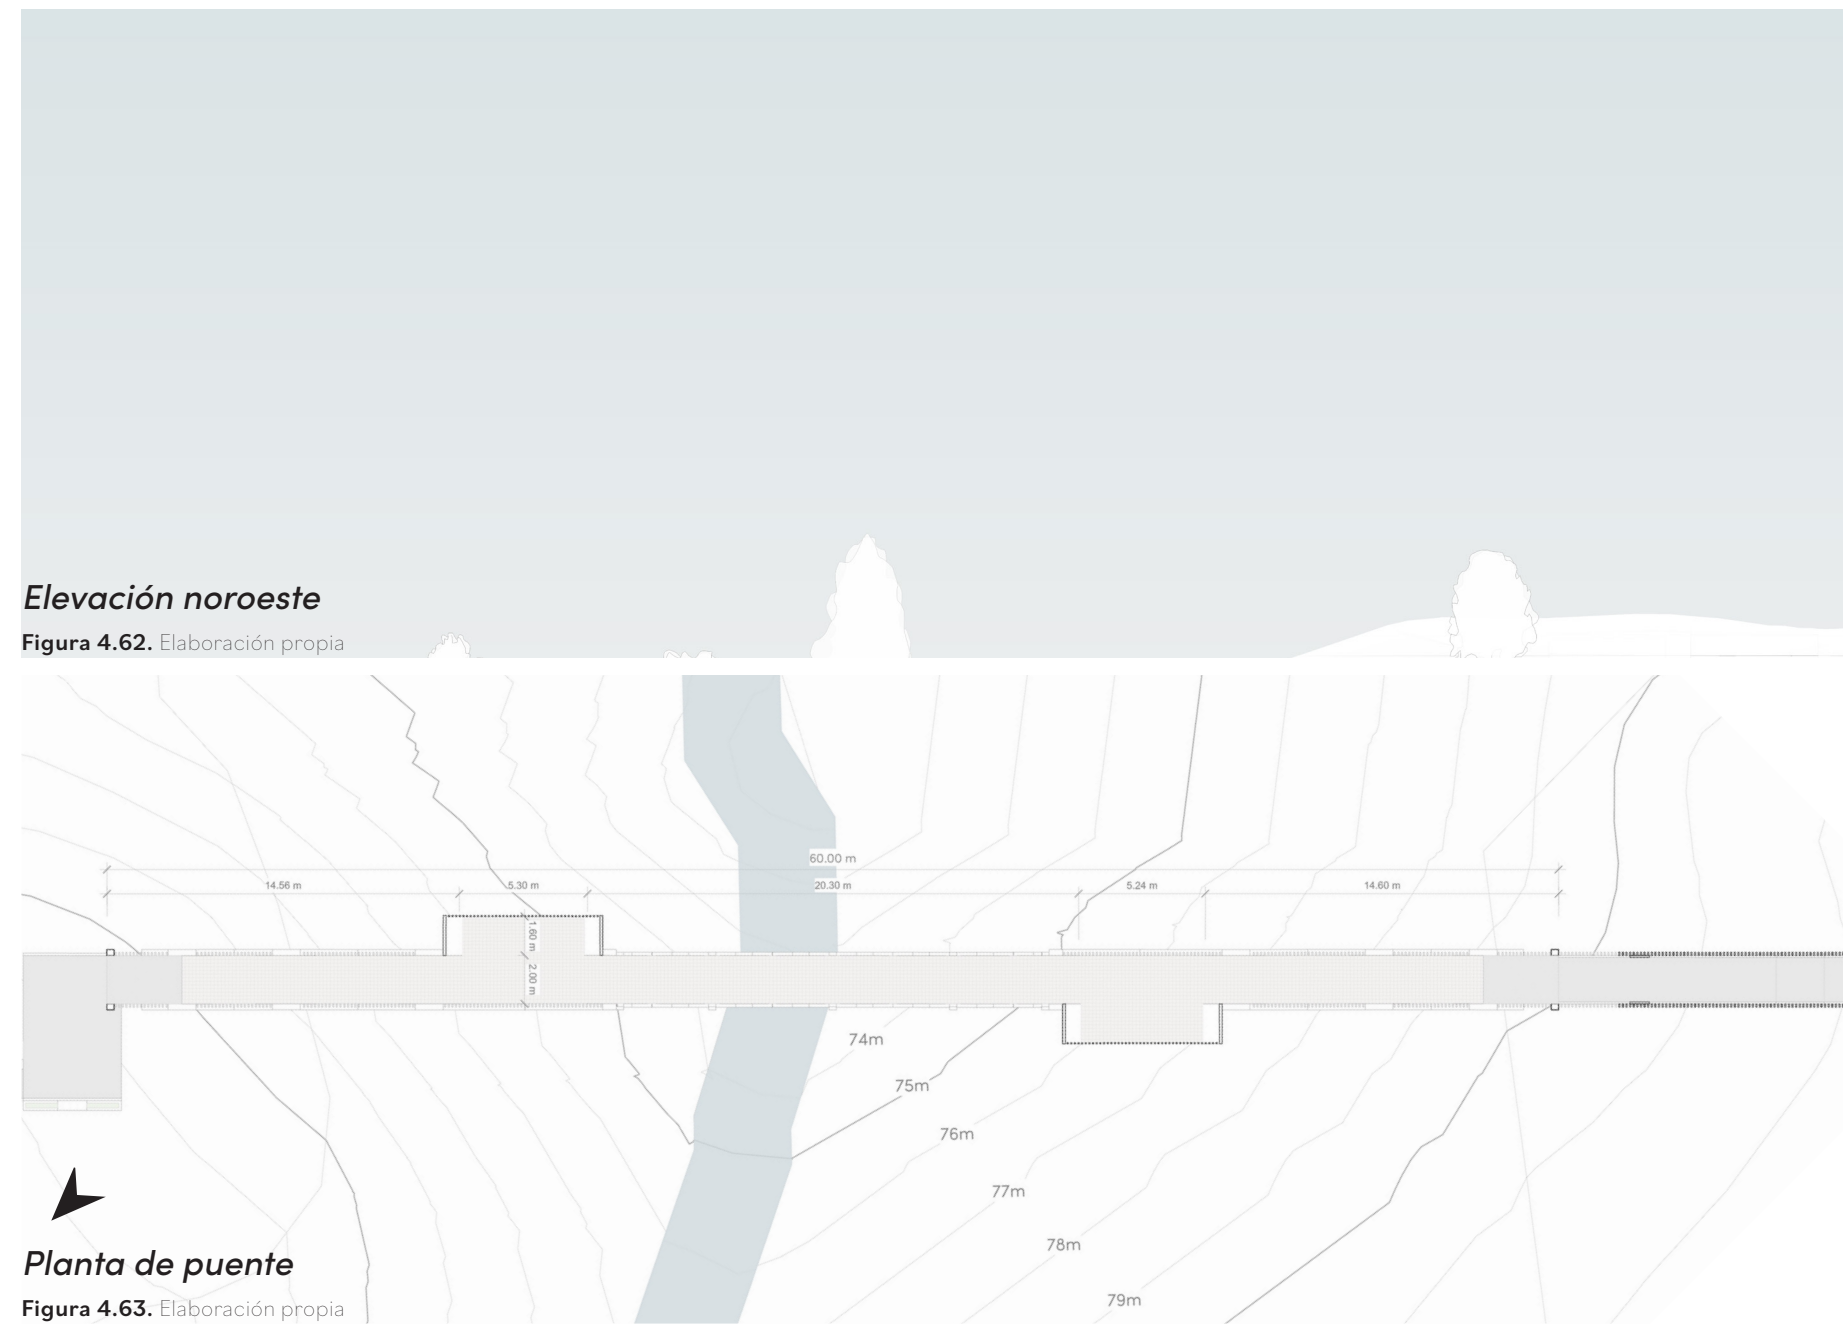 Elevación noroeste
Figura 4.62. Elaboración propia
60.00 m
14.56 m
5.30 m
20.30 m
5.24 m
14.60 m
1.60 m
2.00 m
74m
75m
76m
77m
78m
79m
Planta de puente
Figura 4.63. Elaboración propia